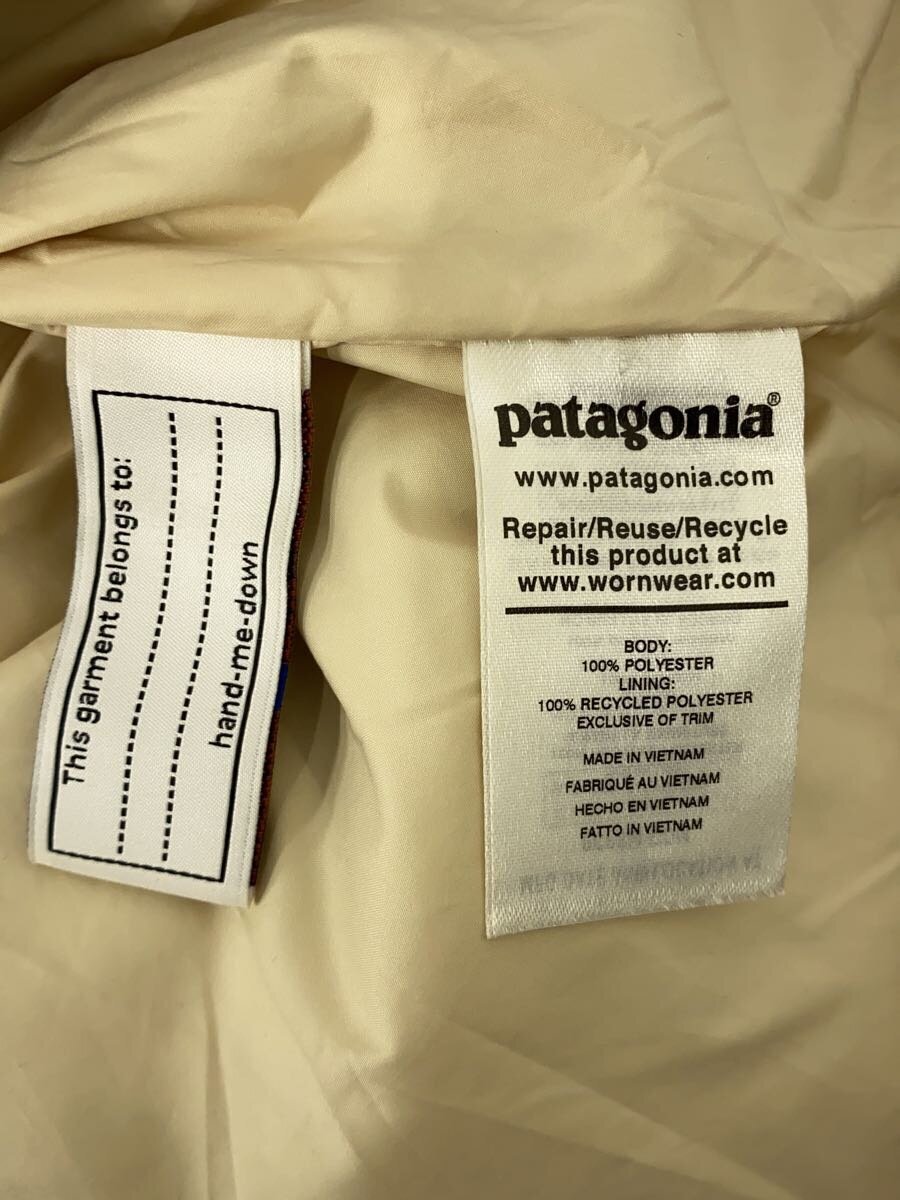 This garment belongs to:
hand-me-down
patagonia®
www.patagonia.com
Repair/Reuse/Recycle
this product at
www.wornwear.com
BODY:
100% POLYESTER
LINING:
100% RECYCLED POLYESTER
EXCLUSIVE OF TRIM
MADE IN VIETNAM
FABRIQUÉ AU VIETNAM
HECHO EN VIETNAM
FATTO IN VIETNAM